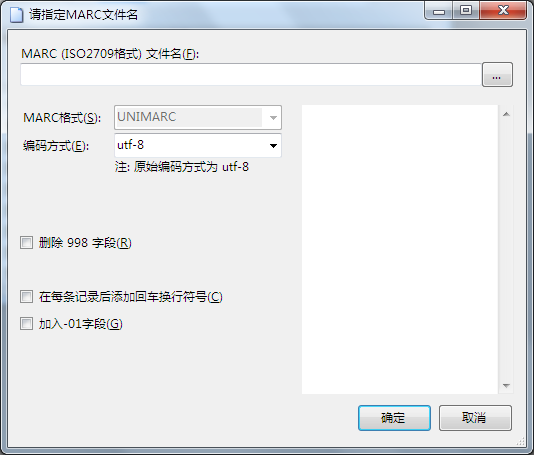 请指定MARC文件名
MARC (ISO2709格式) 文件名(F):
...
MARC格式(S):
UNIMARC
编码方式(E):
utf-8
注: 原始编码方式为 utf-8
删除 998 字段(R)
在每条记录后添加回车换行符号(C)
加入-01字段(G)
确定
取消